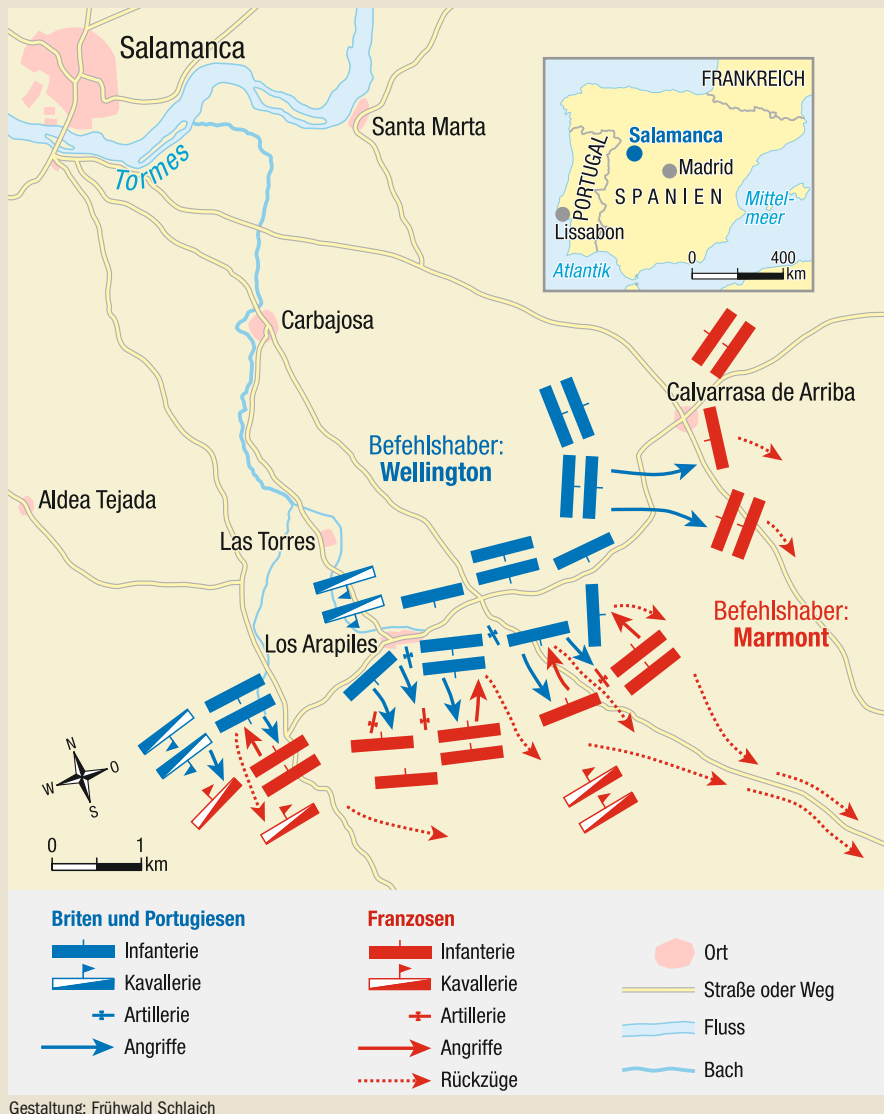 Salamanca
Santa Marta
Tormes
FRANKREICH
Salamanca
Madrid
PORTUGAL
SPANIEN
Mittel-
meer
Lissabon
Atlantik
0 400
km
Carbajosa
Calvarrasa de Arriba
Befehlshaber:
Wellington
Aldea Tejada
Las Torres
Befehlshaber:
Marmont
Los Arapiles
N
W O
S
0 1
km
Briten und Portugiesen
Infanterie
Kavallerie
Artillerie
Angriffe
Franzosen
Infanterie
Kavallerie
Artillerie
Angriffe
Rückzüge
Ort
Straße oder Weg
Fluss
Bach
Gestaltung: Frühwald Schlaich